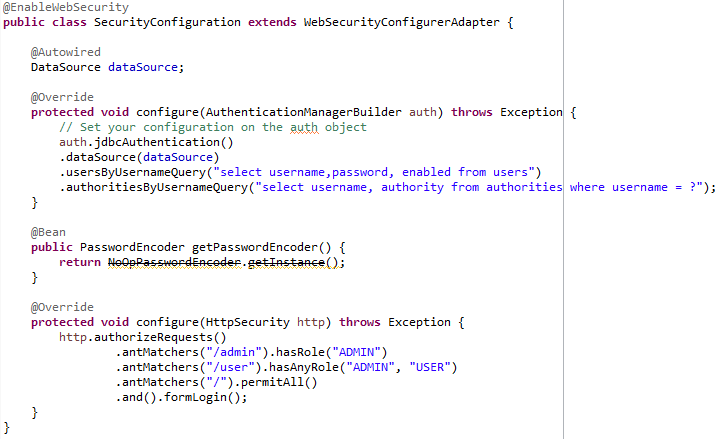 @EnableWebSecurity
public class SecurityConfiguration extends WebSecurityConfigurerAdapter {
@Autowired
DataSource dataSource;
@Override
protected void configure(AuthenticationManagerBuilder auth) throws Exception {
// Set your configuration on the auth object
auth.jdbcAuthentication()
.dataSource(dataSource)
.usersByUsernameQuery("select username,password, enabled from users")
.authoritiesByUsernameQuery("select username, authority from authorities where username = ?");
}
@Bean
public PasswordEncoder getPasswordEncoder() {
return NoOpPasswordEncoder.getInstance();
}
@Override
protected void configure(HttpSecurity http) throws Exception {
http.authorizeRequests()
.antMatchers("/admin").hasRole("ADMIN")
.antMatchers("/user").hasAnyRole("ADMIN", "USER")
.antMatchers("/").permitAll()
.and().formLogin();
}
}